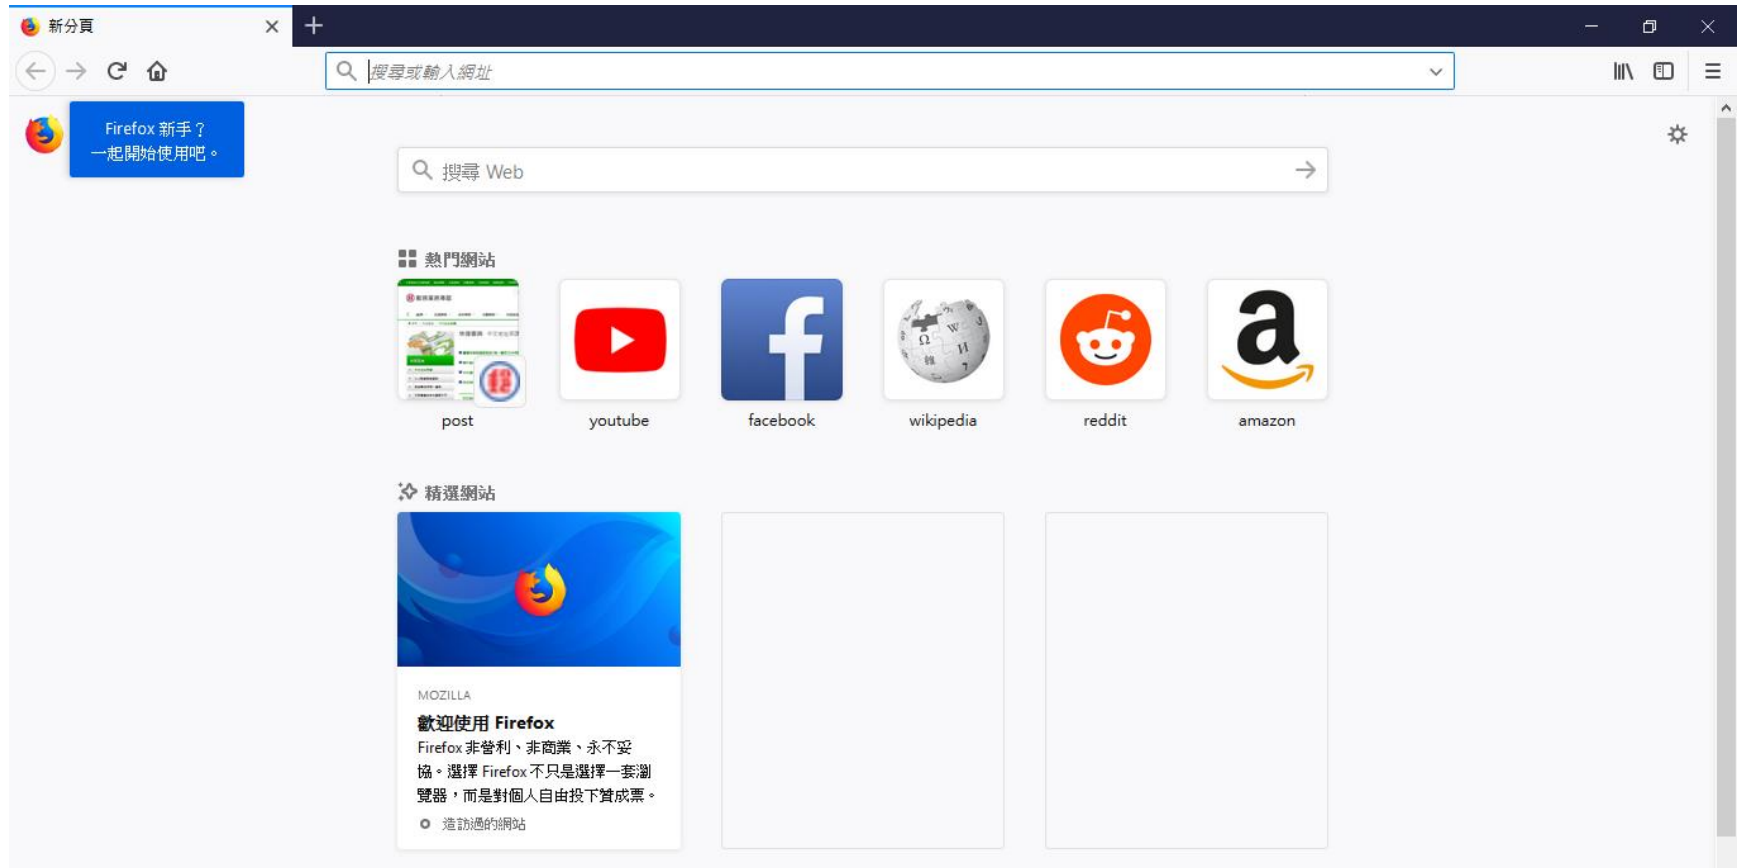 新分頁
搜尋或輸入網址
Firefox 新手？
一起開始使用吧。
搜尋 Web
熱門網站
post
youtube
facebook
wikipedia
reddit
amazon
精選網站
MOZILLA
歡迎使用 Firefox
Firefox 非營利、非商業、永不妥
協。選擇 Firefox 不只是選擇一套瀏
覽器，而是對個人自由投下贊成票。
造訪過的網站